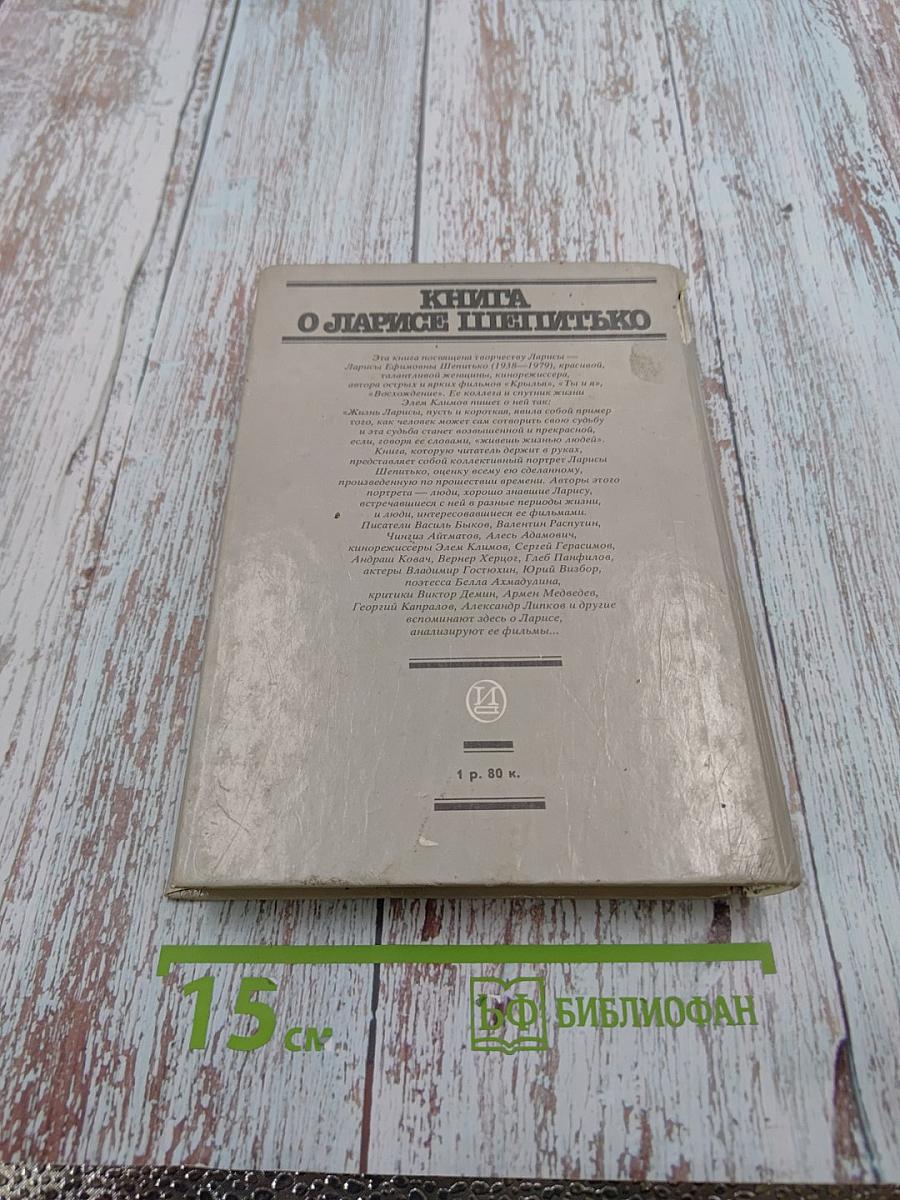 КНИГА
О ЛАРИСЕ ШЕПИТЬКО
Эта книга посвящена творчеству Ларисы —
Ларисы Ефимовны Шепитько (1938—1979), красивой,
талантливой женщины, кинорежиссера,
автора острых и ярких фильмов «Крылья», «Ты и я»,
«Восхождение». Ее коллега и спутник жизни
Элем Климов пишет о ней так:
«Жизнь Ларисы, пусть и короткая, явила собой пример
того, как человек может сам сотворить свою судьбу
и эта судьба станет возвышенной и прекрасной,
если, говоря ее словами, «живешь жизнью людей».
Книга, которую читатель держит в руках,
представляет собой коллективный портрет Ларисы
Шепитько, оценку всему ею сделанному,
произведенную по прошествии времени. Авторы этого
портрета — люди, хорошо знавшие Ларису,
встречавшиеся с ней в разные периоды жизни,
и люди, интересовавшиеся ее фильмами.
Писатели Василь Быков, Валентин Распутин,
Чингиз Айтматов, Алесь Адамович,
кинорежиссеры Элем Климов, Сергей Герасимов,
Андраш Ковач, Вернер Херцог, Глеб Панфилов,
актеры Владимир Гостюхин, Юрий Визбор,
поэтесса Белла Ахмадулина,
критики Виктор Демин, Армен Медведев,
Георгий Капралов, Александр Липков и другие
вспоминают здесь о Ларисе,
анализируют ее фильмы...
И
1 р. 80 к.
15 см
БФ БИБЛИОФАН